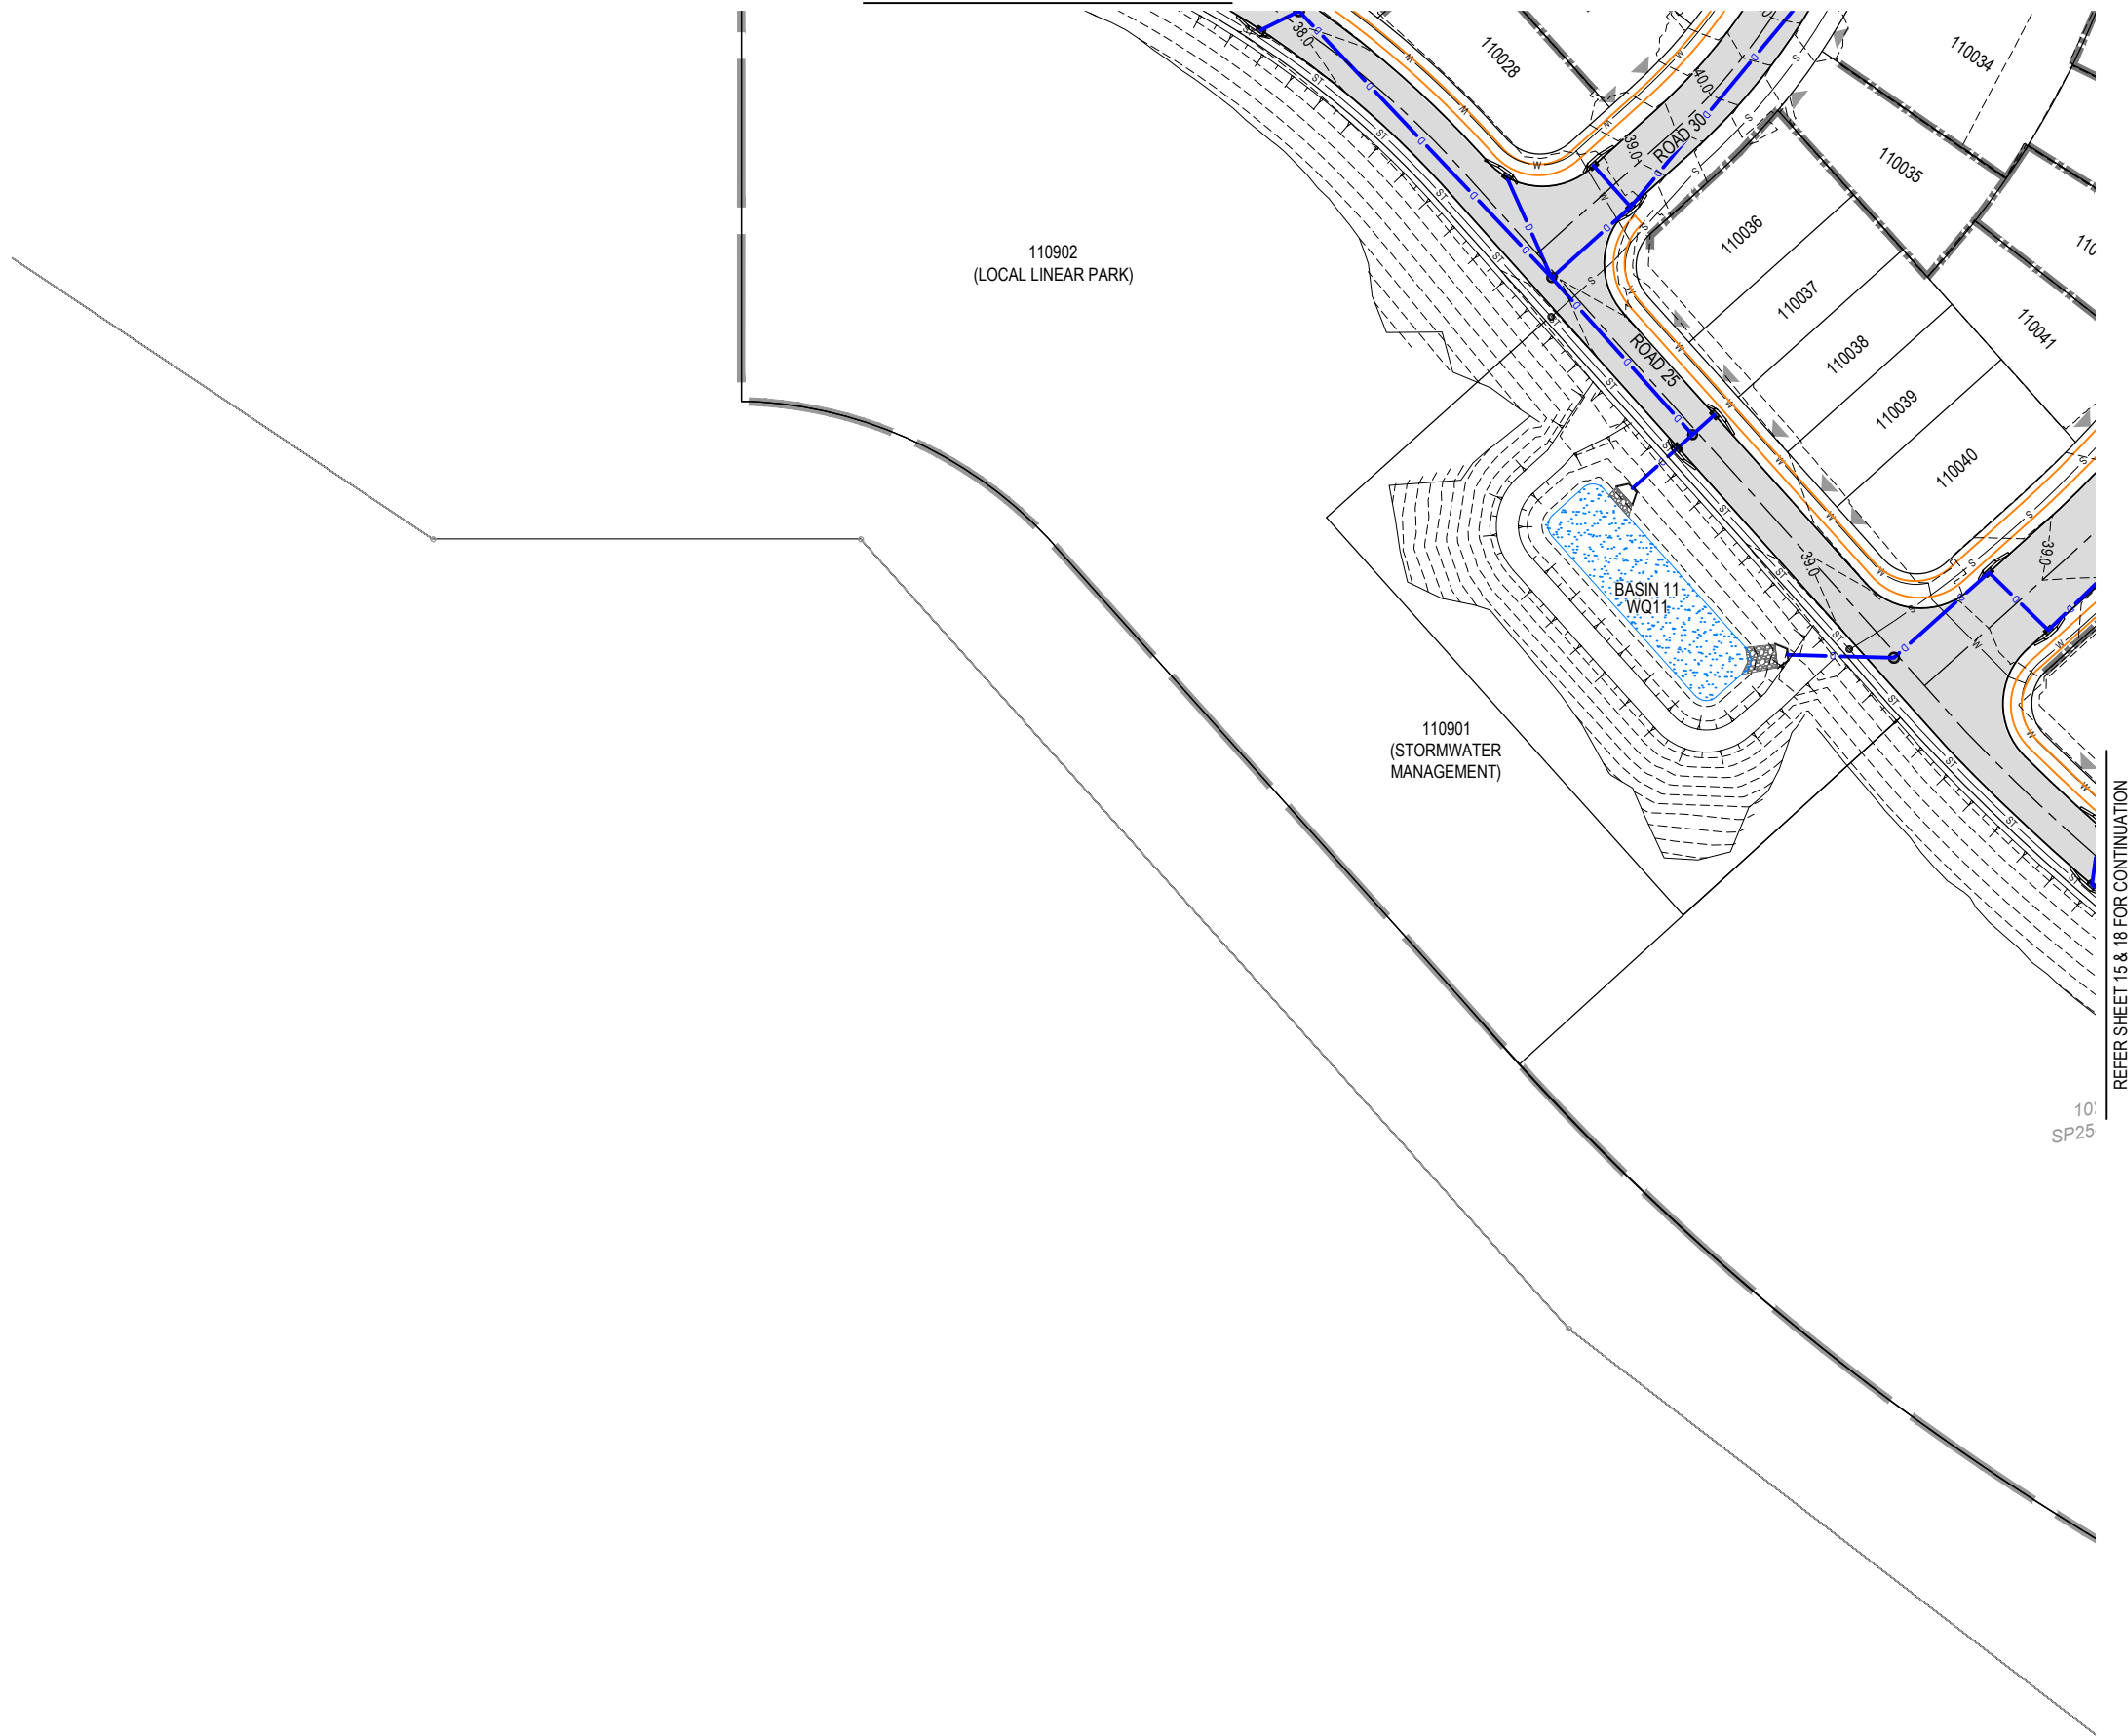 38.0
110028
40.0
ROAD 30
39.0
110034
110035
110036
110037
110038
110039
110040
110041
110902
(LOCAL LINEAR PARK)
ROAD 25
BASIN 11
WQ11
39.0
39.0
110901
(STORMWATER
MANAGEMENT)
REFER SHEET 15 & 18 FOR CONTINUATION
SP25